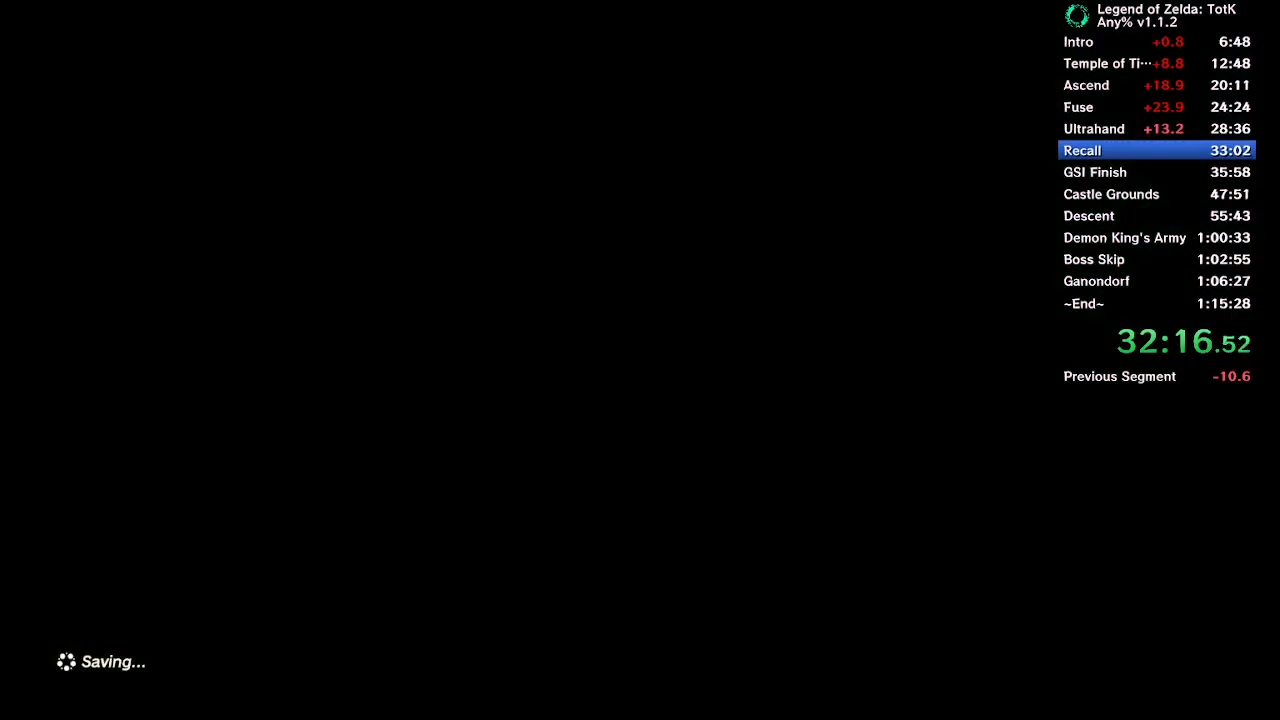 Legend of Zelda: TotK
Any% v1.1.2
Intro +0.8 6:48
Temple of Ti… +8.8 12:48
Ascend +18.9 20:11
Fuse +23.9 24:24
Ultrahand +13.2 28:36
Recall 33:02
GSI Finish 35:58
Castle Grounds 47:51
Descent 55:43
Demon King's Army 1:00:33
Boss Skip 1:02:55
Ganondorf 1:06:27
~End~ 1:15:28
32:16.52
Previous Segment -10.6
Saving...